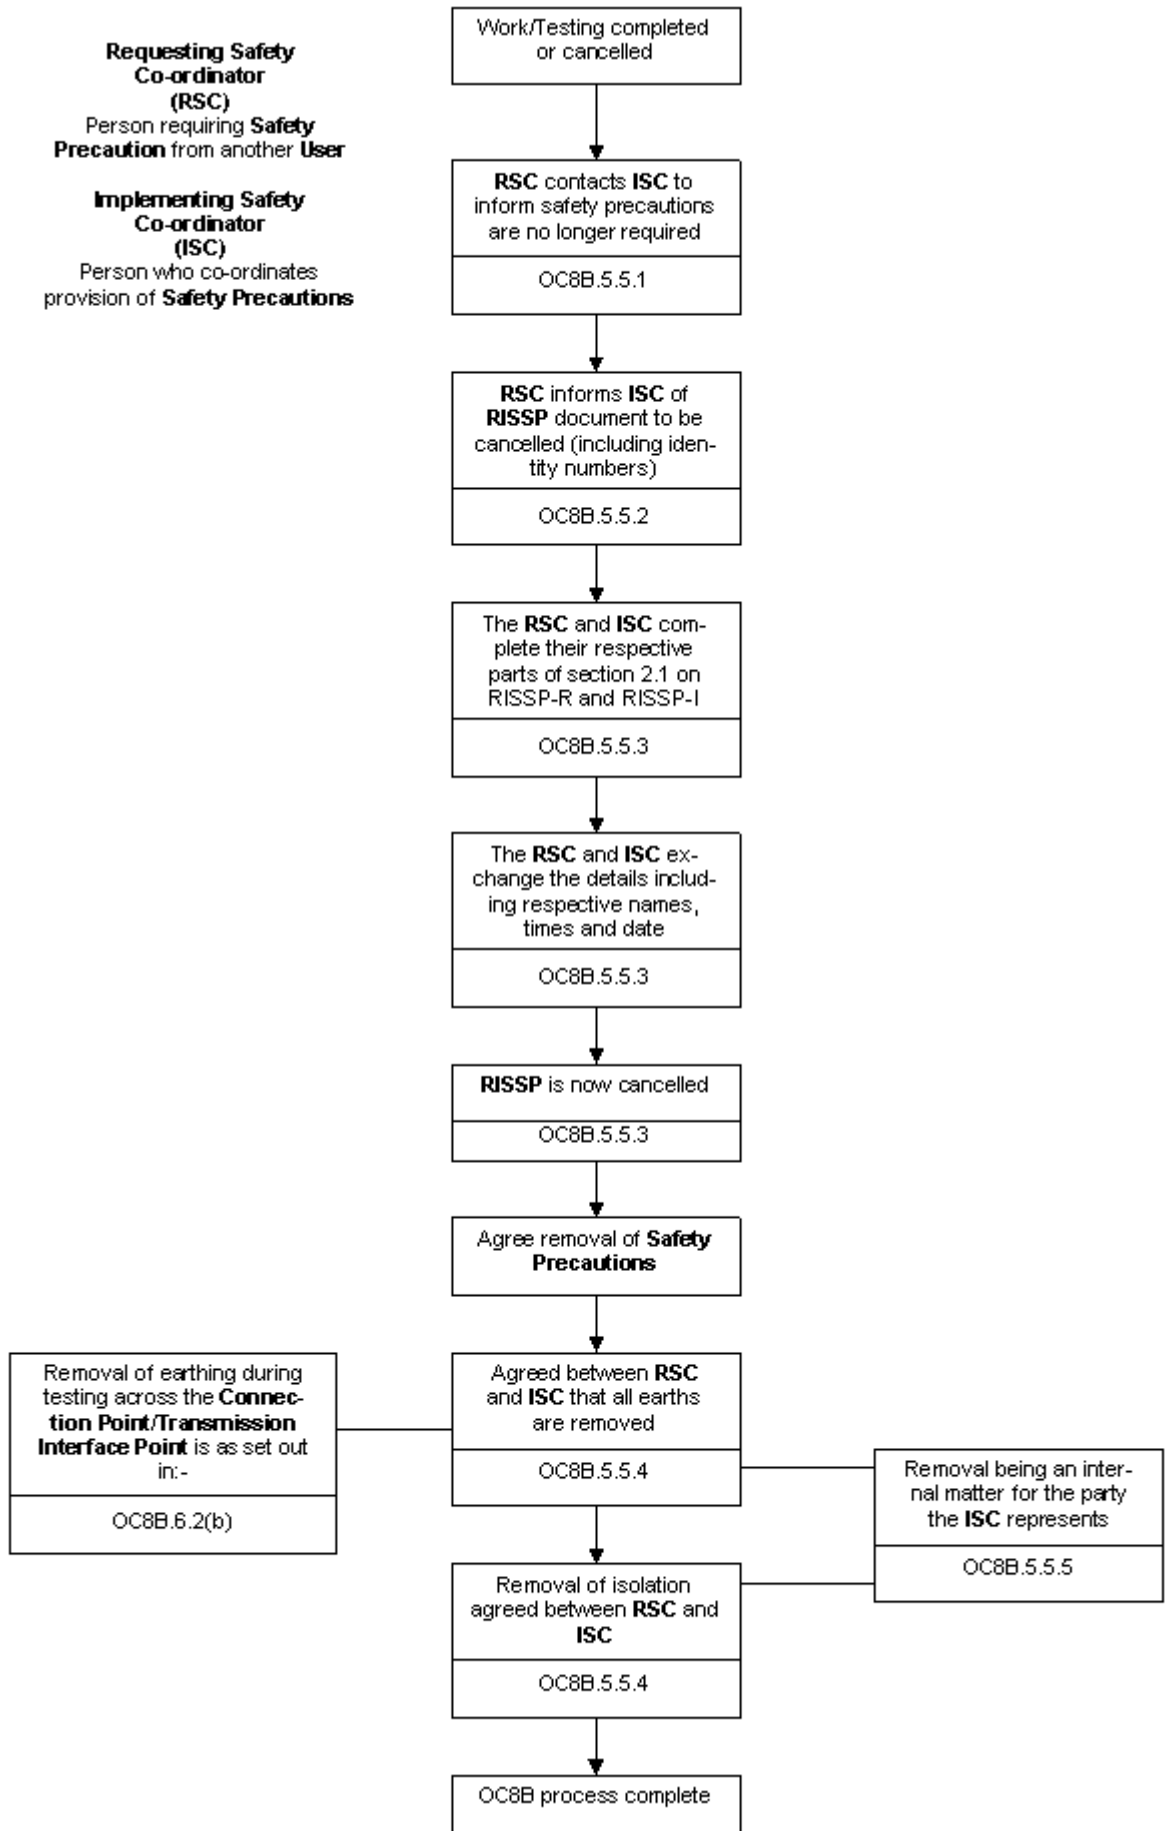 Requesting Safety
Co-ordinator
(RSC)
Person requiring Safety
Precaution from another User
Implementing Safety
Co-ordinator
(ISC)
Person who co-ordinates
provision of Safety Precautions
Work/Testing completed
or cancelled
RSC contacts ISC to
inform safety precautions
are no longer required
OC8B.5.5.1
RSC informs ISC of
RISSP document to be
cancelled (including iden-
tity numbers)
OC8B.5.5.2
The RSC and ISC com-
plete their respective
parts of section 2.1 on
RISSP-R and RISSP-I
OC8B.5.5.3
The RSC and ISC ex-
change the details includ-
ing respective names,
times and date
OC8B.5.5.3
RISSP is now cancelled
OC8B.5.5.3
Agree removal of Safety
Precautions
Removal of earthing during
testing across the Connec-
tion Point/Transmission
Interface Point is as set out
in:-
OC8B.6.2(b)
Agreed between RSC
and ISC that all earths
are removed
OC8B.5.5.4
Removal being an inter-
nal matter for the party
the ISC represents
OC8B.5.5.5
Removal of isolation
agreed between RSC and
ISC
OC8B.5.5.4
OC8B process complete